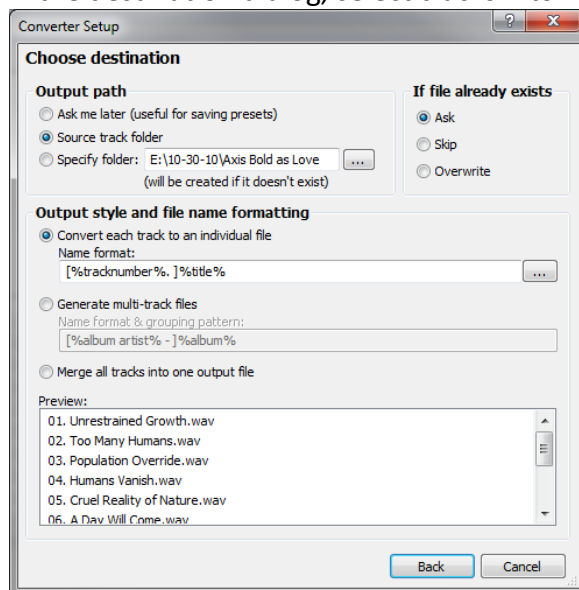 Converter Setup
Choose destination
Output path
Ask me later (useful for saving presets)
Source track folder
Specify folder: E:\10-30-10\Axis Bold as Love ...
(will be created if it doesn't exist)
If file already exists
Ask
Skip
Overwrite
Output style and file name formatting
Convert each track to an individual file
Name format:
[%tracknumber%. ]%title% ...
Generate multi-track files
Name format & grouping pattern:
[%album artist% - ]%album%
Merge all tracks into one output file
Preview:
01. Unrestrained Growth.wav
02. Too Many Humans.wav
03. Population Override.wav
04. Humans Vanish.wav
05. Cruel Reality of Nature.wav
06. A Day Will Come.wav
Back Cancel